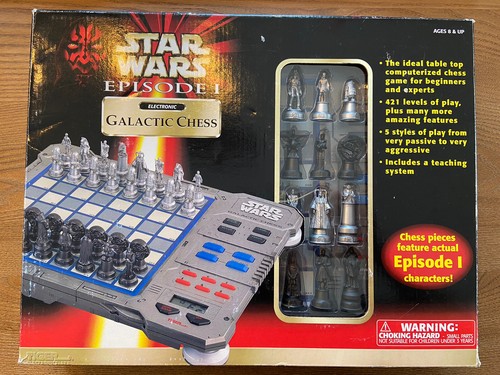 AGES 8 & UP
STAR
WARS
EPISODE I
ELECTRONIC
GALACTIC CHESS
• The ideal table top
computerized chess
game for beginners
and experts
• 421 levels of play,
plus many more
amazing features
• 5 styles of play from
very passive to very
aggressive
• Includes a teaching
system
STAR
WARS
Chess pieces
feature actual
Episode I
characters!
WARNING:
CHOKING HAZARD - SMALL PARTS
NOT SUITABLE FOR CHILDREN UNDER 3 YEARS